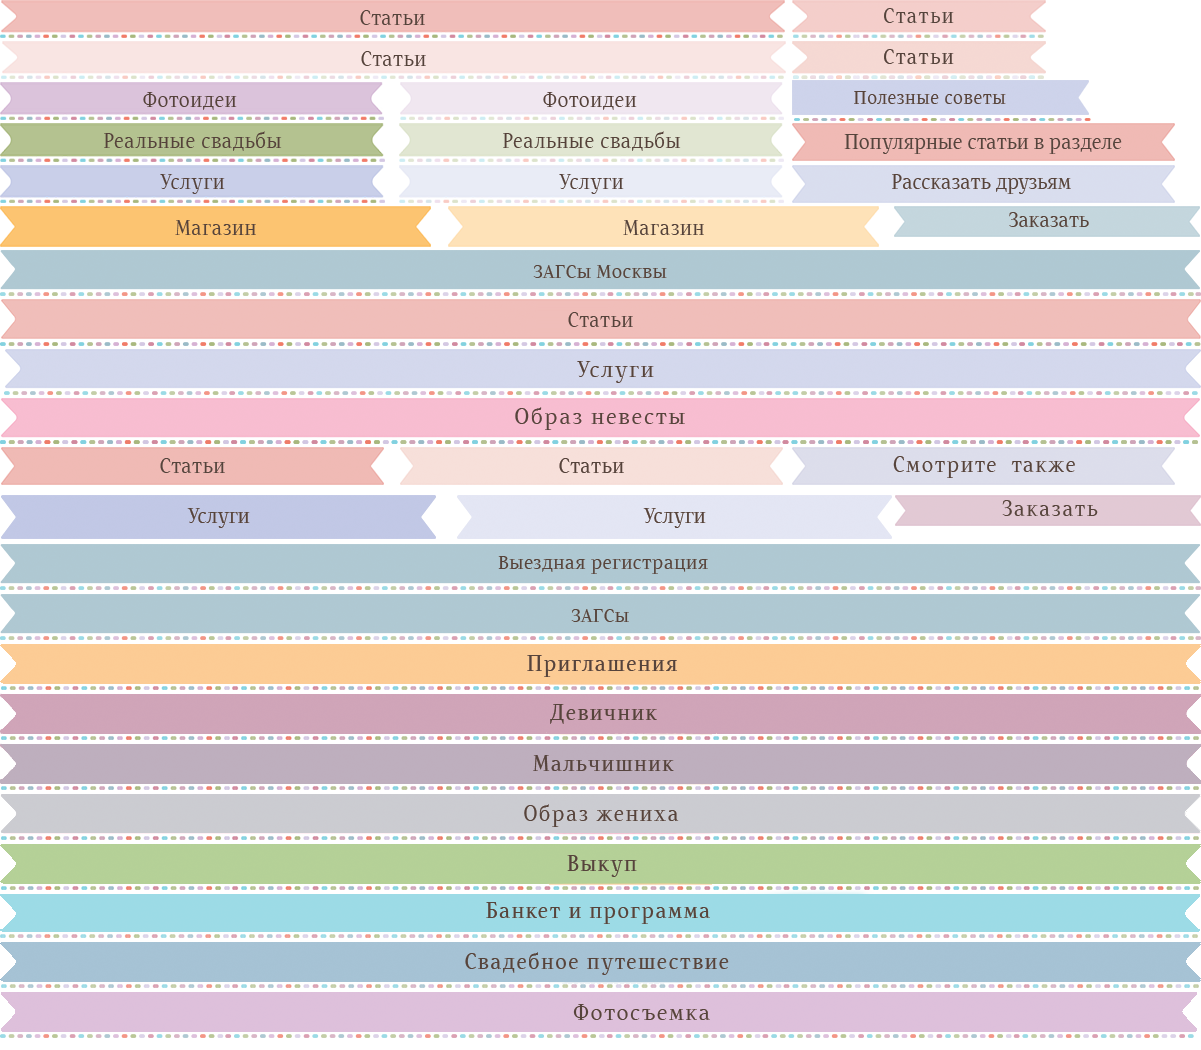 Статьи
Статьи
Статьи
Статьи
Фотоидеи
Фотоидеи
Полезные советы
Реальные свадьбы
Реальные свадьбы
Популярные статьи в разделе
Услуги
Услуги
Рассказать друзьям
Магазин
Магазин
Заказать
ЗАГСы Москвы
Статьи
Услуги
Образ невесты
Статьи
Статьи
Смотрите также
Услуги
Услуги
Заказать
Выездная регистрация
ЗАГСы
Приглашения
Девичник
Мальчишник
Образ жениха
Выкуп
Банкет и программа
Свадебное путешествие
Фотосъемка